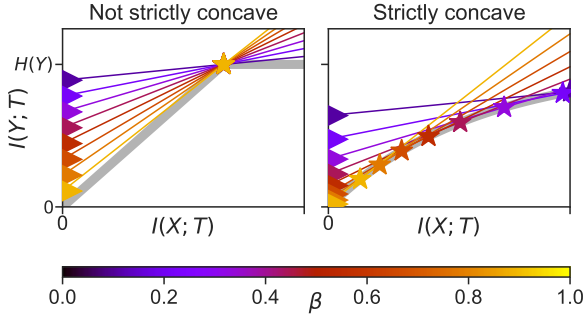 Not strictly concave
Strictly concave
H(Y)
I(Y; T)
0
0
0
I(X; T)
I(X; T)
0.0
0.2
0.4
0.6
0.8
1.0
β